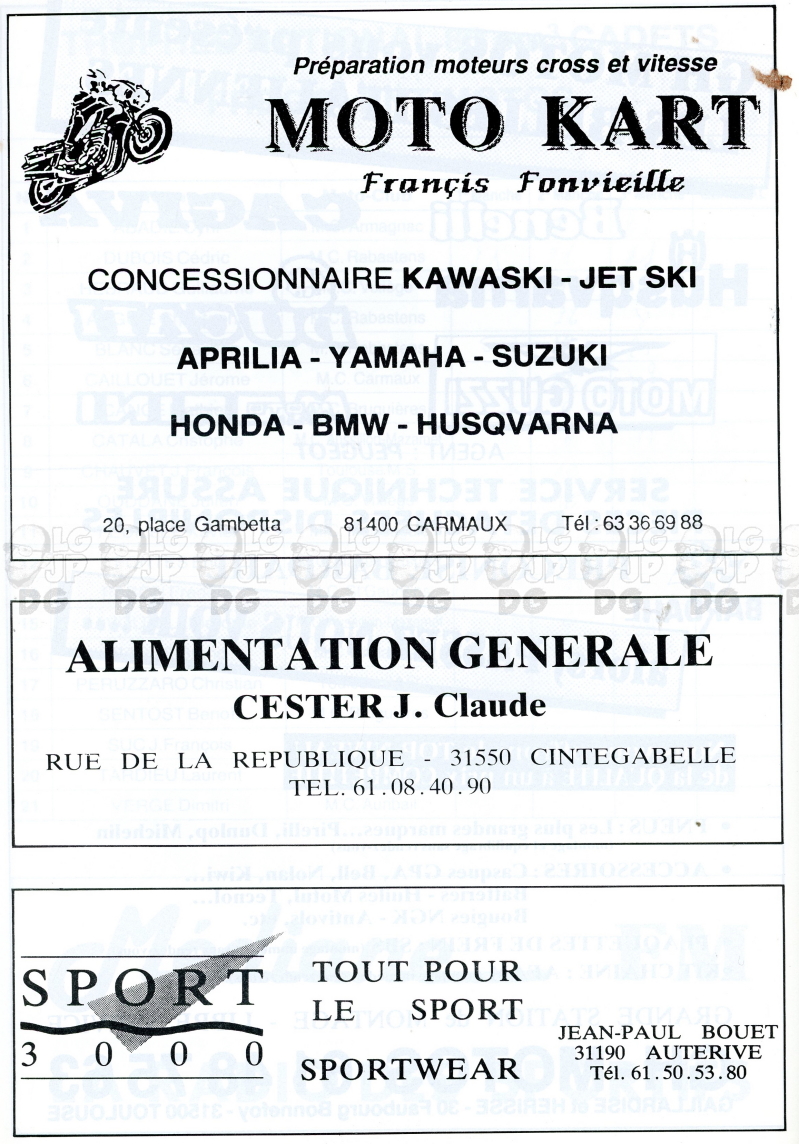 Préparation moteurs cross et vitesse
MOTO KART
Françis Fonvieille
CONCESSIONNAIRE KAWASKI - JET SKI
APRILIA - YAMAHA - SUZUKI
HONDA - BMW - HUSQVARNA
20, place Gambetta 81400 CARMAUX Tél : 63 36 69 88
LG JP DG
ALIMENTATION GENERALE
CESTER J. Claude
RUE DE LA REPUBLIQUE - 31550 CINTEGABELLE
TEL. 61.08.40.90
SPORT
3000
TOUT POUR
LE SPORT
SPORTWEAR
JEAN-PAUL BOUET
31190 AUTERIVE
Tél. 61.50.53.80